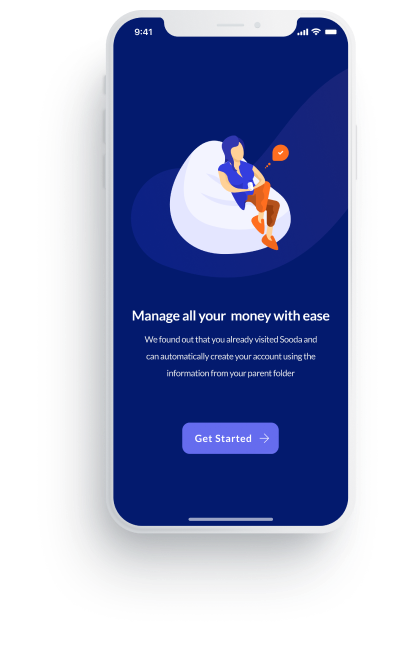 9:41
Manage all your money with ease
We found out that you already visited Sooda and
can automatically create your account using the
information from your parent folder
Get Started